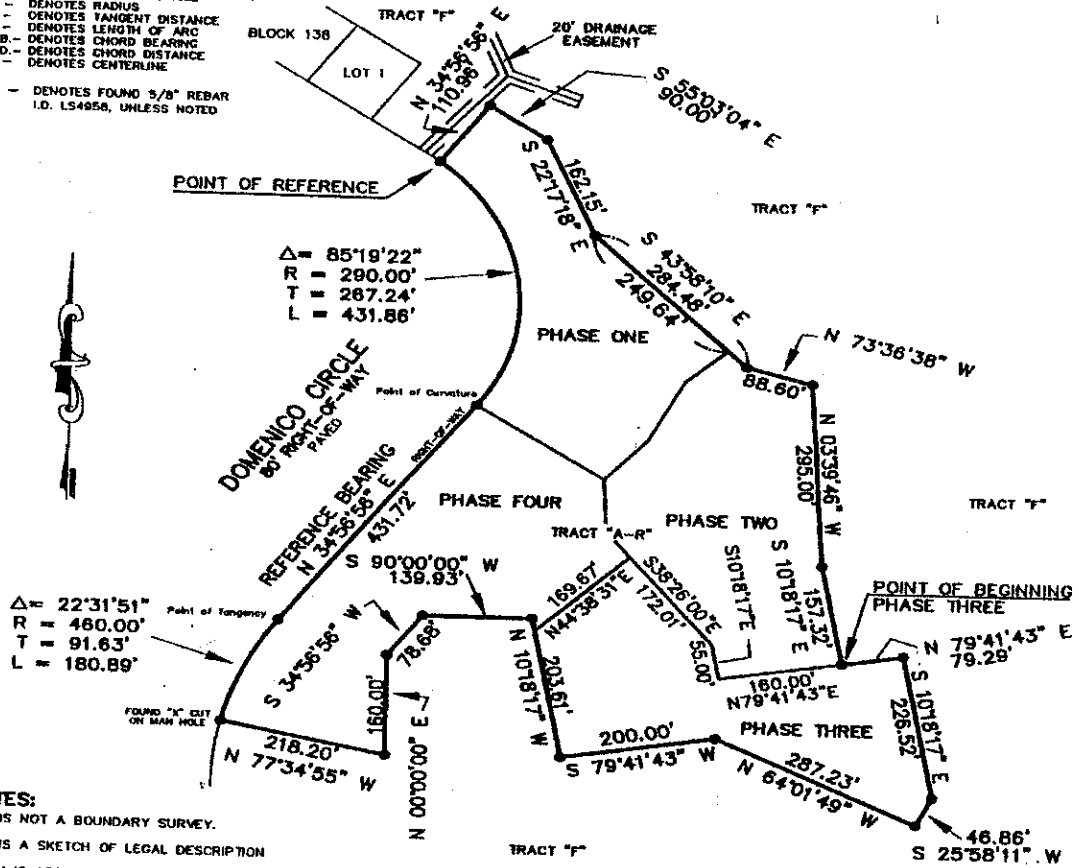 - DENOTES RADIUS
- DENOTES TANGENT DISTANCE
- DENOTES LENGTH OF ARC
B.- DENOTES CHORD BEARING
D.- DENOTES CHORD DISTANCE
- DENOTES CENTERLINE
- DENOTES FOUND 5/8" REBAR
I.D. LS4958, UNLESS NOTED
BLOCK 138
LOT 1
TRACT "F"
N 34°56'56" E
110.96'
20' DRAINAGE
EASEMENT
S 55°03'04" E
90.00'
POINT OF REFERENCE
S 22°17'18" E
162.15'
TRACT "F"
Δ= 85°19'22"
R = 290.00'
T = 267.24'
L = 431.86'
S 43°58'10" E
284.48'
249.64'
PHASE ONE
N 73°36'38" W
88.60'
DOMENICO CIRCLE
80' RIGHT-OF-WAY
PAVED
Point of Curvature
RIGHT-OF-WAY
REFERENCE BEARING
N 34°56'56" E
431.72'
N 03°39'46" W
295.00'
PHASE FOUR
TRACT "A-R"
PHASE TWO
TRACT "F"
S 90°00'00" W
139.93'
169.67'
N44°38'31"E
S38°26'00"E
172.01'
S10°18'17"E
55.00'
S 10°18'17" E
157.32'
POINT OF BEGINNING
PHASE THREE
Δ= 22°31'51"
R = 460.00'
T = 91.63'
L = 180.89'
Point of Tangency
S 34°56'56" W
78.68'
N 79°41'43" E
79.29'
160.00'
N79°41'43"E
FOUND "X" CUT
ON MAN HOLE
160.00'
N 00°00'00" E
N 10°18'17" W
203.61'
S 10°18'17" E
226.52'
PHASE THREE
218.20'
N 77°34'55" W
200.00'
S 79°41'43" W
287.23'
N 64°01'49" W
46.86'
S 25°58'11" W
TES:
IS NOT A BOUNDARY SURVEY.
IS A SKETCH OF LEGAL DESCRIPTION
TRACT "F"